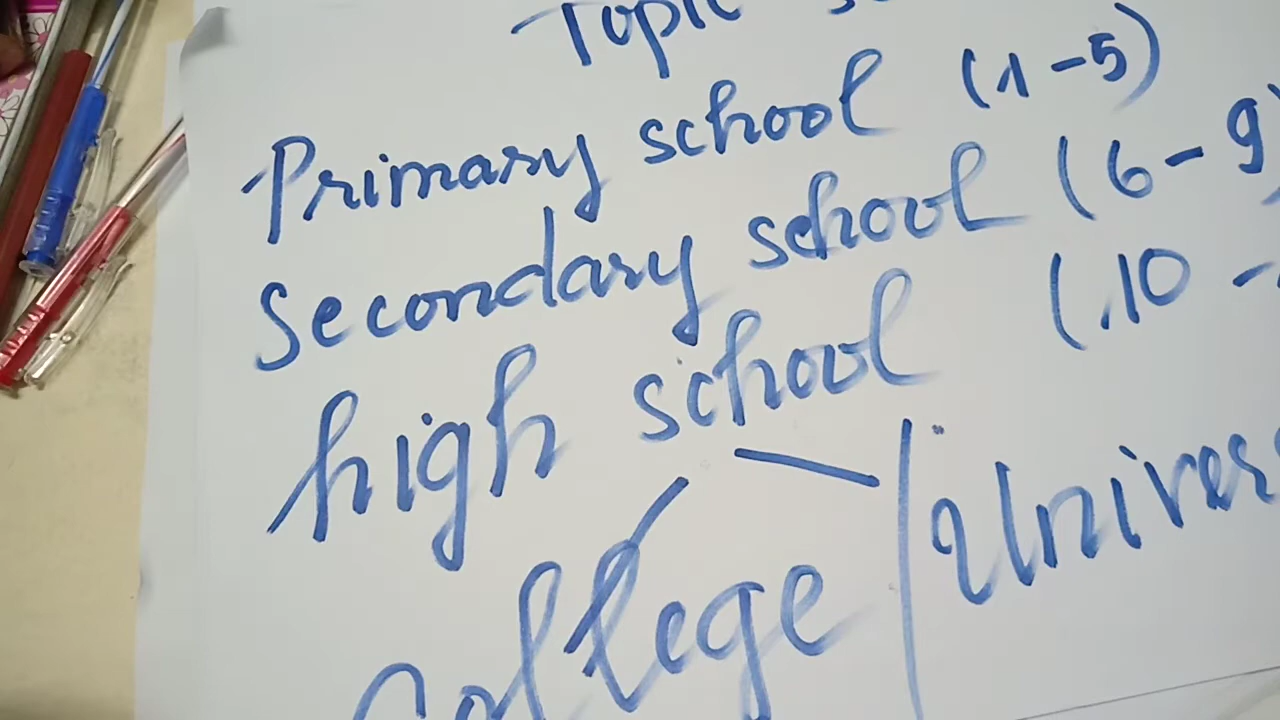 Topic
Primary school (1-5)
Secondary school (6-9)
high school (10 -
College | Univers